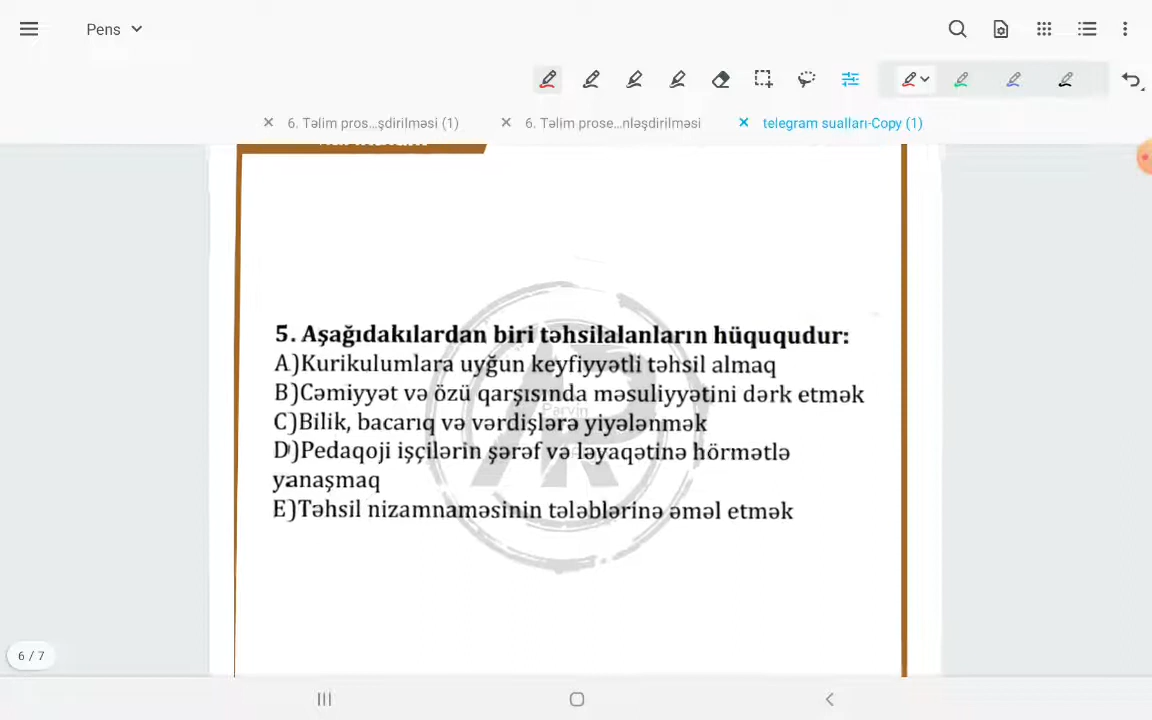 Pens
6. Təlim pros...şdirilməsi (1)
6. Təlim prose...nləşdirilməsi
telegram sualları-Copy (1)
5. Aşağıdakılardan biri təhsilalanların hüququdur:
A)Kurikulumlara uyğun keyfiyyətli təhsil almaq
B)Cəmiyyət və özü qarşısında məsuliyyətini dərk etmək
Pərvin
C)Bilik, bacarıq və vərdişlərə yiyələnmək
D)Pedaqoji işçilərin şərəf və ləyaqətinə hörmətlə
yanaşmaq
E)Təhsil nizamnaməsinin tələblərinə əməl etmək
6 / 7